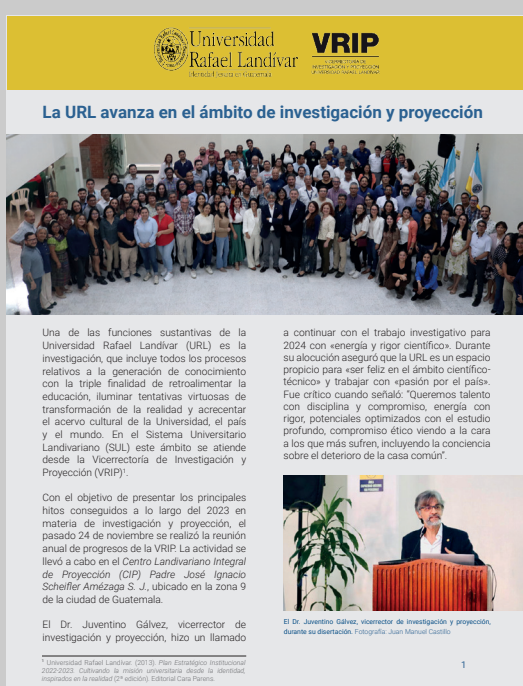 Universidad
Rafael Landívar
Identidad Jesuita en Guatemala
VRIP
VICERRECTORÍA DE
INVESTIGACIÓN Y PROYECCIÓN
UNIVERSIDAD RAFAEL LANDÍVAR
La URL avanza en el ámbito de investigación y proyección
Una de las funciones sustantivas de la
Universidad Rafael Landívar (URL) es la
investigación, que incluye todos los procesos
relativos a la generación de conocimiento
con la triple finalidad de retroalimentar la
educación, iluminar tentativas virtuosas de
transformación de la realidad y acrecentar
el acervo cultural de la Universidad, el país
y el mundo. En el Sistema Universitario
Landivariano (SUL) este ámbito se atiende
desde la Vicerrectoría de Investigación y
Proyección (VRIP)¹.
Con el objetivo de presentar los principales
hitos conseguidos a lo largo del 2023 en
materia de investigación y proyección, el
pasado 24 de noviembre se realizó la reunión
anual de progresos de la VRIP. La actividad se
llevó a cabo en el Centro Landivariano Integral
de Proyección (CIP) Padre José Ignacio
Scheifler Amézaga S. J., ubicado en la zona 9
de la ciudad de Guatemala.
El Dr. Juventino Gálvez, vicerrector de
investigación y proyección, hizo un llamado
a continuar con el trabajo investigativo para
2024 con «energía y rigor científico». Durante
su alocución aseguró que la URL es un espacio
propicio para «ser feliz en el ámbito científico-
técnico» y trabajar con «pasión por el país».
Fue crítico cuando señaló: "Queremos talento
con disciplina y compromiso, energía con
rigor, potenciales optimizados con el estudio
profundo, compromiso ético viendo a la cara
a los que más sufren, incluyendo la conciencia
sobre el deterioro de la casa común".
El Dr. Juventino Gálvez, vicerrector de investigación y proyección,
durante su disertación. Fotografía: Juan Manuel Castillo
¹ Universidad Rafael Landívar. (2013). Plan Estratégico Institucional
2022-2023. Cultivando la misión universitaria desde la identidad,
inspirados en la realidad (2ª edición). Editorial Cara Parens.
1